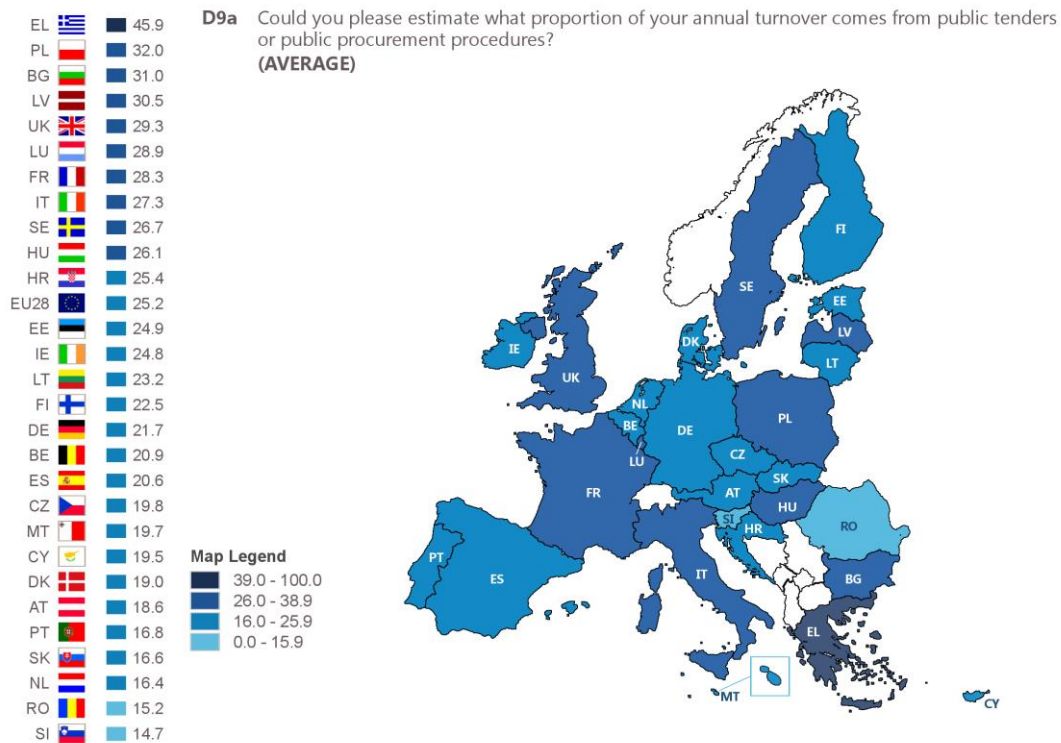 D9a Could you please estimate what proportion of your annual turnover comes from public tenders
or public procurement procedures?
(AVERAGE)
EL 45.9
PL 32.0
BG 31.0
LV 30.5
UK 29.3
LU 28.9
FR 28.3
IT 27.3
SE 26.7
HU 26.1
HR 25.4
EU28 25.2
EE 24.9
IE 24.8
LT 23.2
FI 22.5
DE 21.7
BE 20.9
ES 20.6
CZ 19.8
MT 19.7
CY 19.5
DK 19.0
AT 18.6
PT 16.8
SK 16.6
NL 16.4
RO 15.2
SI 14.7
Map Legend
39.0 - 100.0
26.0 - 38.9
16.0 - 25.9
0.0 - 15.9
FI
SE
EE
LV
DK
IE
LT
UK
NL
PL
BE
DE
CZ
LU
SK
FR
AT
HU
SI
RO
HR
PT
ES
IT
BG
EL
MT
CY